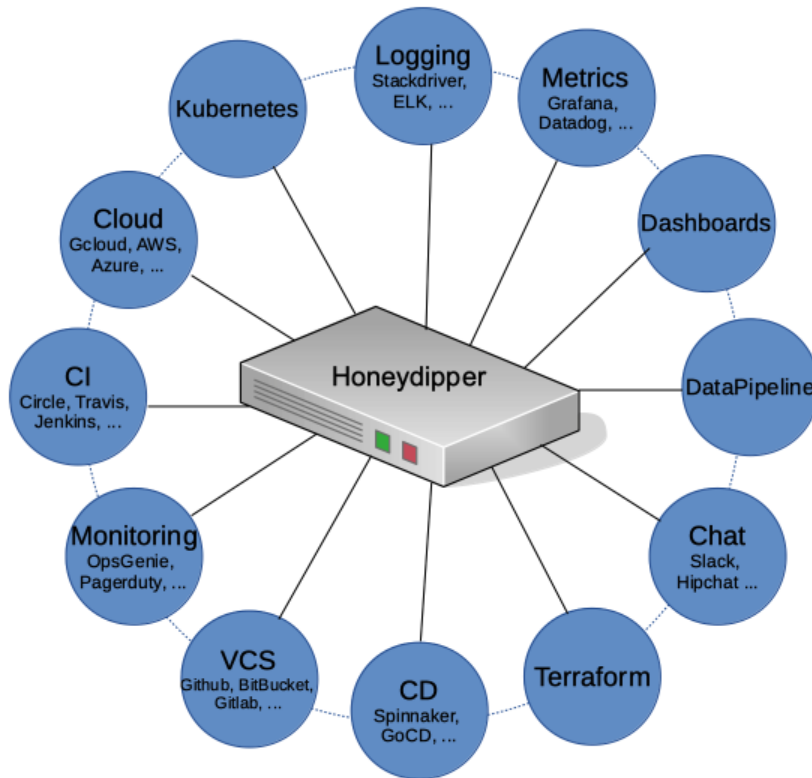 Logging
Stackdriver,
ELK, ...
Metrics
Grafana,
Datadog, ...
Kubernetes
Dashboards
Cloud
Gcloud, AWS,
Azure, ...
Honeydipper
DataPipeline
CI
Circle, Travis,
Jenkins, ...
Monitoring
OpsGenie,
Pagerduty, ...
Chat
Slack,
Hipchat ...
VCS
Github, BitBucket,
Gitlab, ...
CD
Spinnaker,
GoCD, ...
Terraform